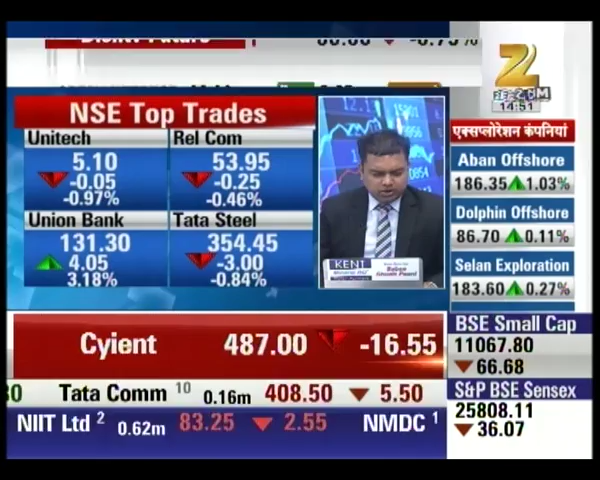 14:51
NSE Top Trades
Unitech
5.10
-0.05
-0.97%
Rel Com
53.95
-0.25
-0.46%
Union Bank
131.30
4.05
3.18%
Tata Steel
354.45
-3.00
-0.84%
KENT
एक्सप्लोरेशन कंपनियां
Aban Offshore
186.35 1.03%
Dolphin Offshore
86.70 0.11%
Selan Exploration
183.60 0.27%
Cyient 487.00 -16.55
BSE Small Cap
11067.80
66.68
Tata Comm 10 0.16m 408.50 5.50
S&P BSE Sensex
25808.11
36.07
NIIT Ltd 2 0.62m 83.25 2.55 NMDC 1